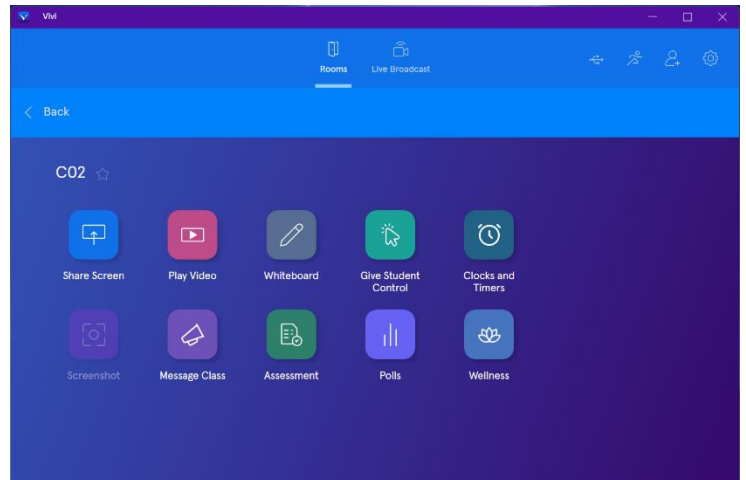 Vivi
Rooms
Live Broadcast
Back
C02
Share Screen
Play Video
Whiteboard
Give Student
Control
Clocks and
Timers
Screenshot
Message Class
Assessment
Polls
Wellness